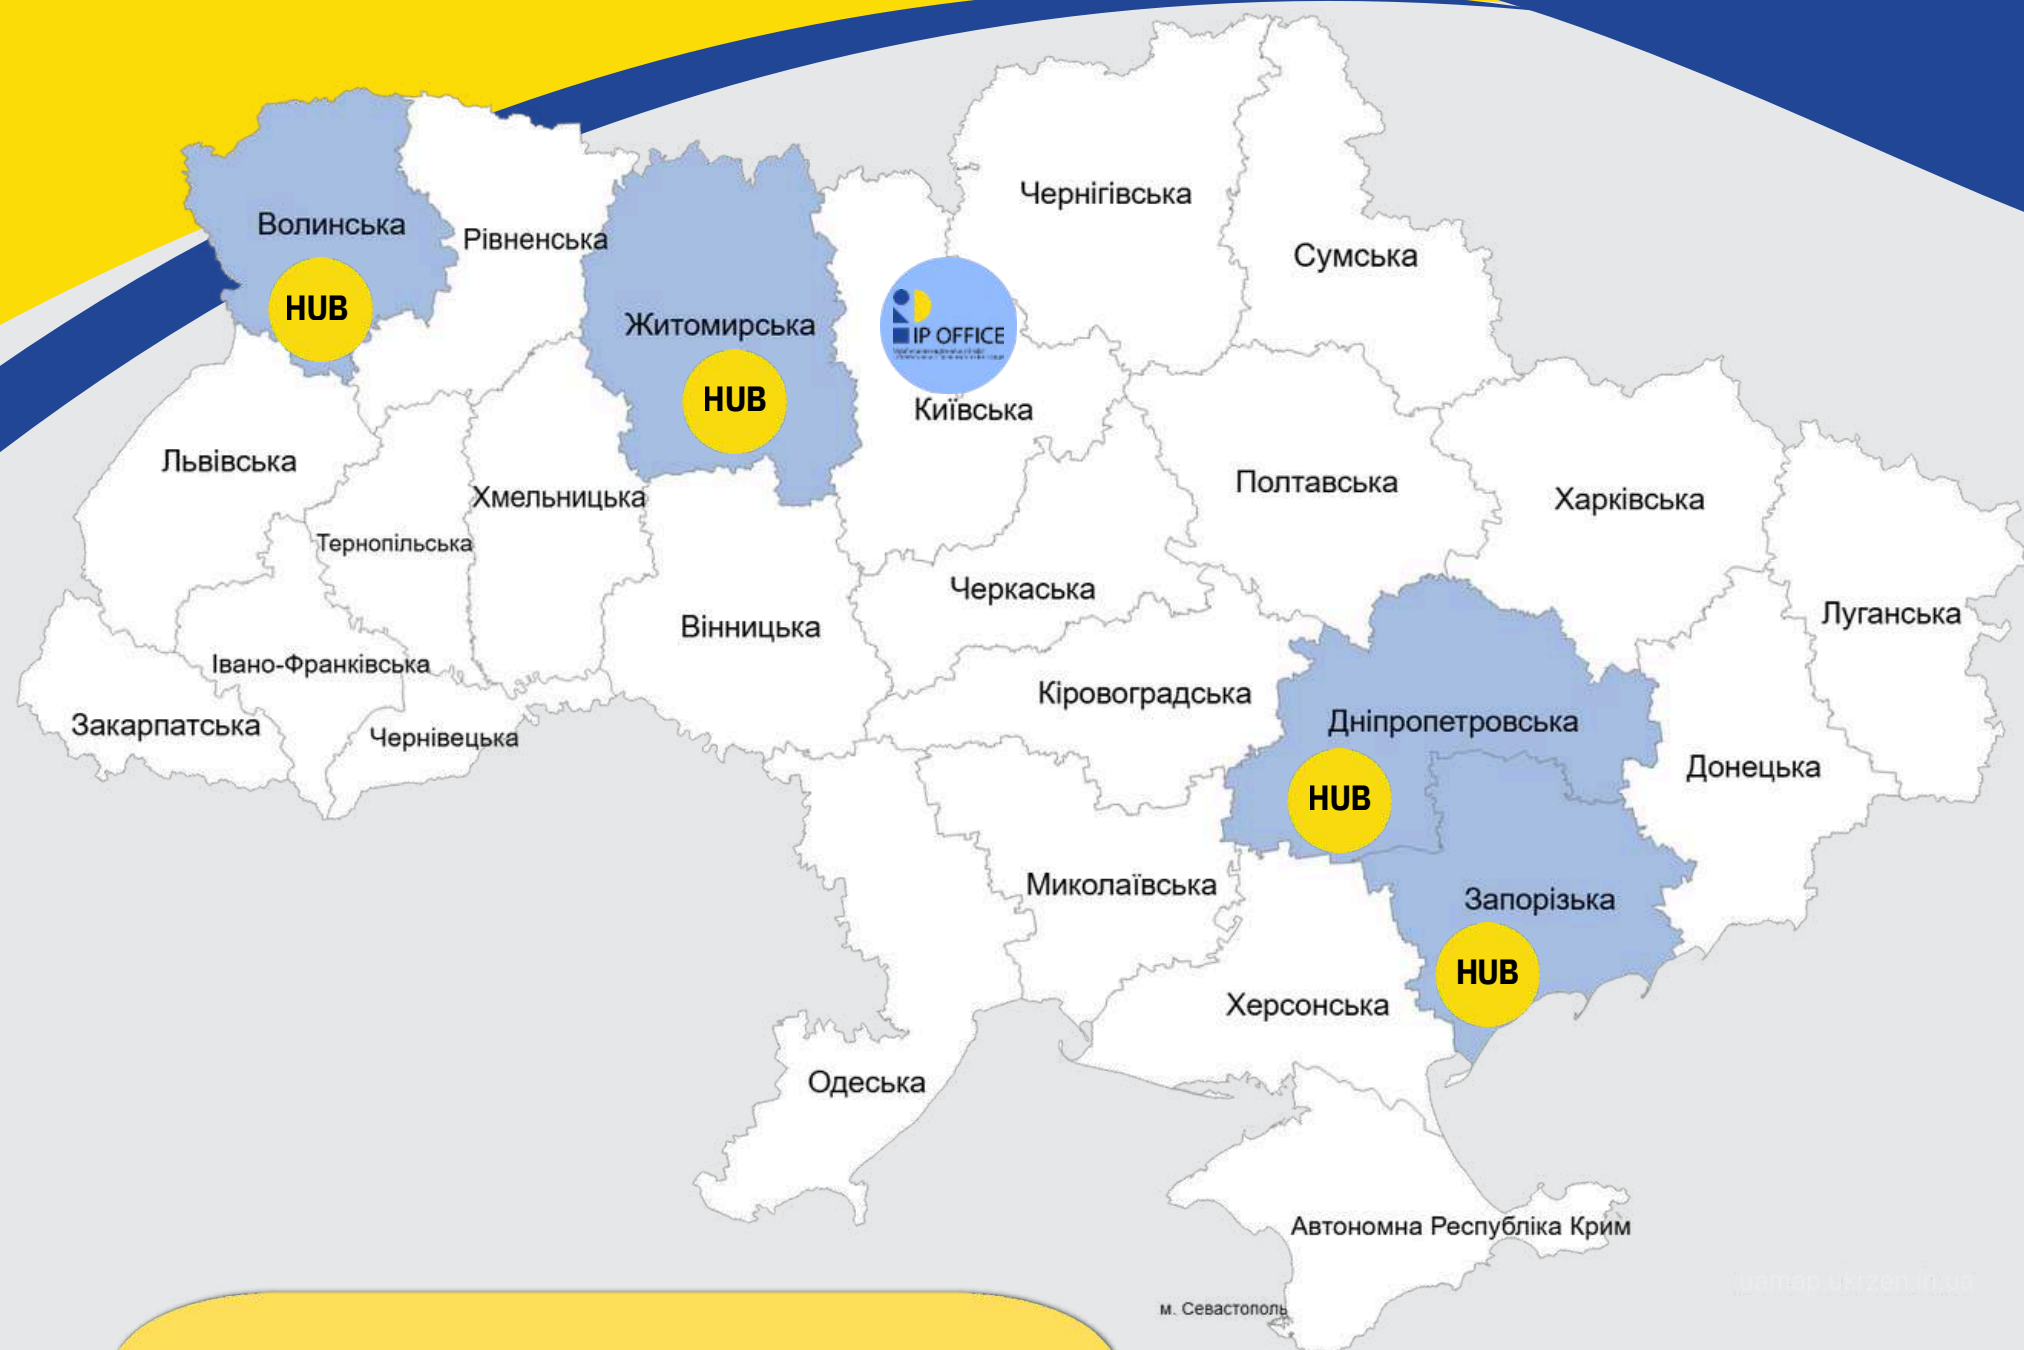 Чернігівська
Волинська
Рівненська
Сумська
HUB
Житомирська
IP OFFICE
HUB
Київська
Львівська
Хмельницька
Полтавська
Харківська
Тернопільська
Черкаська
Вінницька
Луганська
Івано-Франківська
Кіровоградська
Закарпатська
Чернівецька
Дніпропетровська
Донецька
HUB
Миколаївська
Запорізька
HUB
Херсонська
Одеська
Автономна Республіка Крим
м. Севастополь